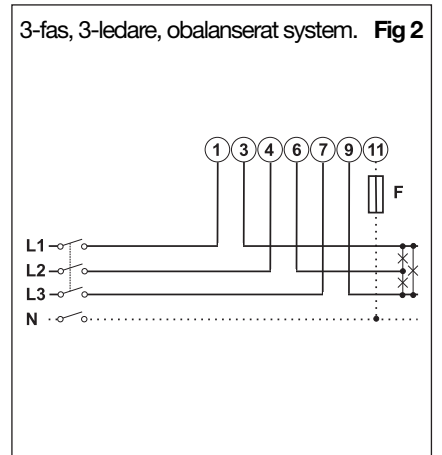 3-fas, 3-ledare, obalanserat system. Fig 2
1 3 4 6 7 9 11
F
L1
L2
L3
N